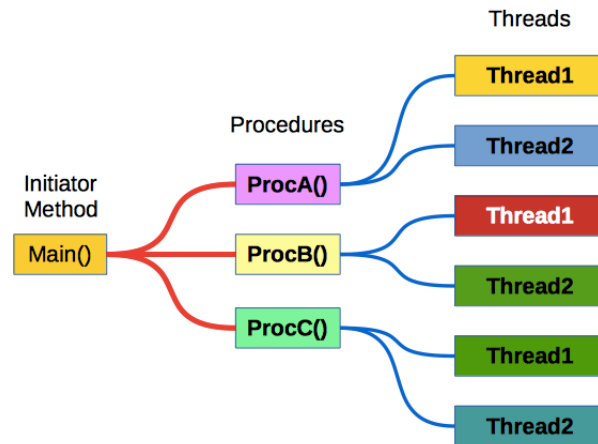 Threads
Thread1
Procedures
Thread2
ProcA()
Initiator
Method
Thread1
Main()
ProcB()
Thread2
ProcC()
Thread1
Thread2